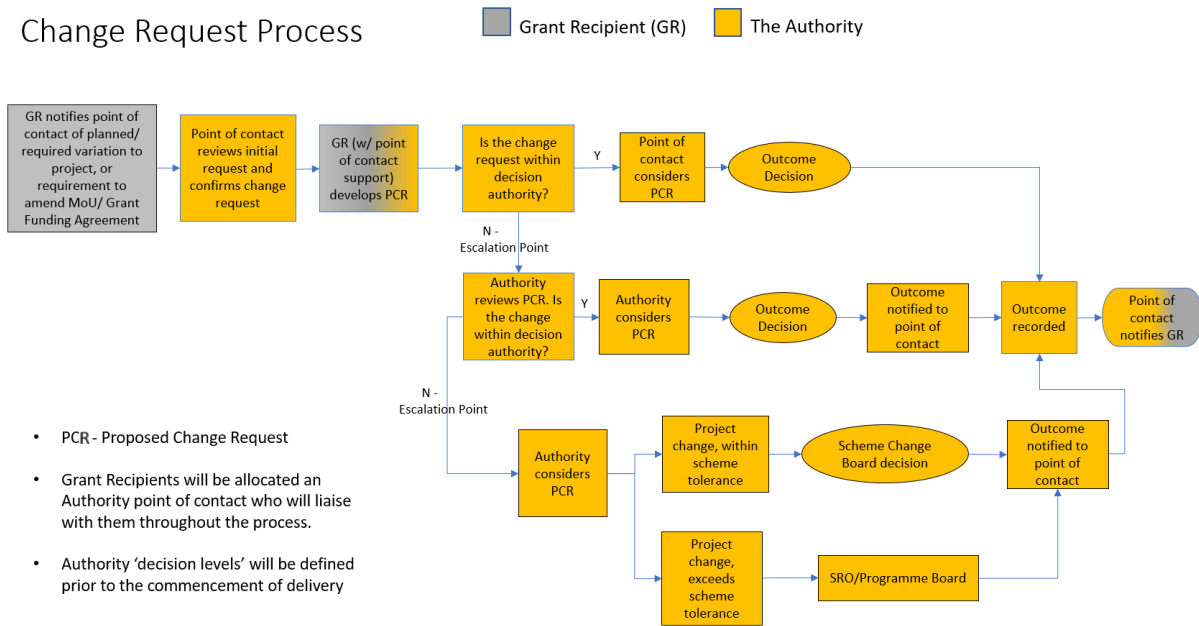 Change Request Process
Grant Recipient (GR)
The Authority
GR notifies point of
contact of planned/
required variation to
project, or
requirement to
amend MoU/ Grant
Funding Agreement
Point of contact
reviews initial
request and
confirms change
request
GR (w/ point
of contact
support)
develops PCR
Is the change
request within
decision
authority?
Y
Point of
contact
considers
PCR
Outcome
Decision
N -
Escalation Point
Authority
reviews PCR. Is
the change
within decision
authority?
Y
Authority
considers
PCR
Outcome
Decision
Outcome
notified to
point of
contact
Outcome
recorded
Point of
contact
notifies GR
N -
Escalation Point
Authority
considers
PCR
Project
change, within
scheme
tolerance
Scheme Change
Board decision
Outcome
notified to
point of
contact
Project
change,
exceeds
scheme
tolerance
SRO/Programme Board
• PCR - Proposed Change Request
• Grant Recipients will be allocated an
Authority point of contact who will liaise
with them throughout the process.
• Authority ‘decision levels’ will be defined
prior to the commencement of delivery